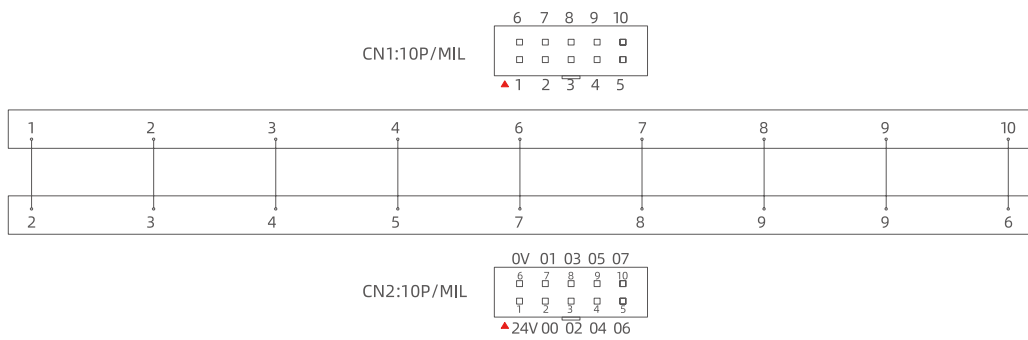 6 7 8 9 10
CN1:10P/MIL
1 2 3 4 5
1 2 3 4 6 7 8 9 10
2 3 4 5 7 8 9 9 6
0V 01 03 05 07
6 7 8 9 10
CN2:10P/MIL
1 2 3 4 5
24V 00 02 04 06